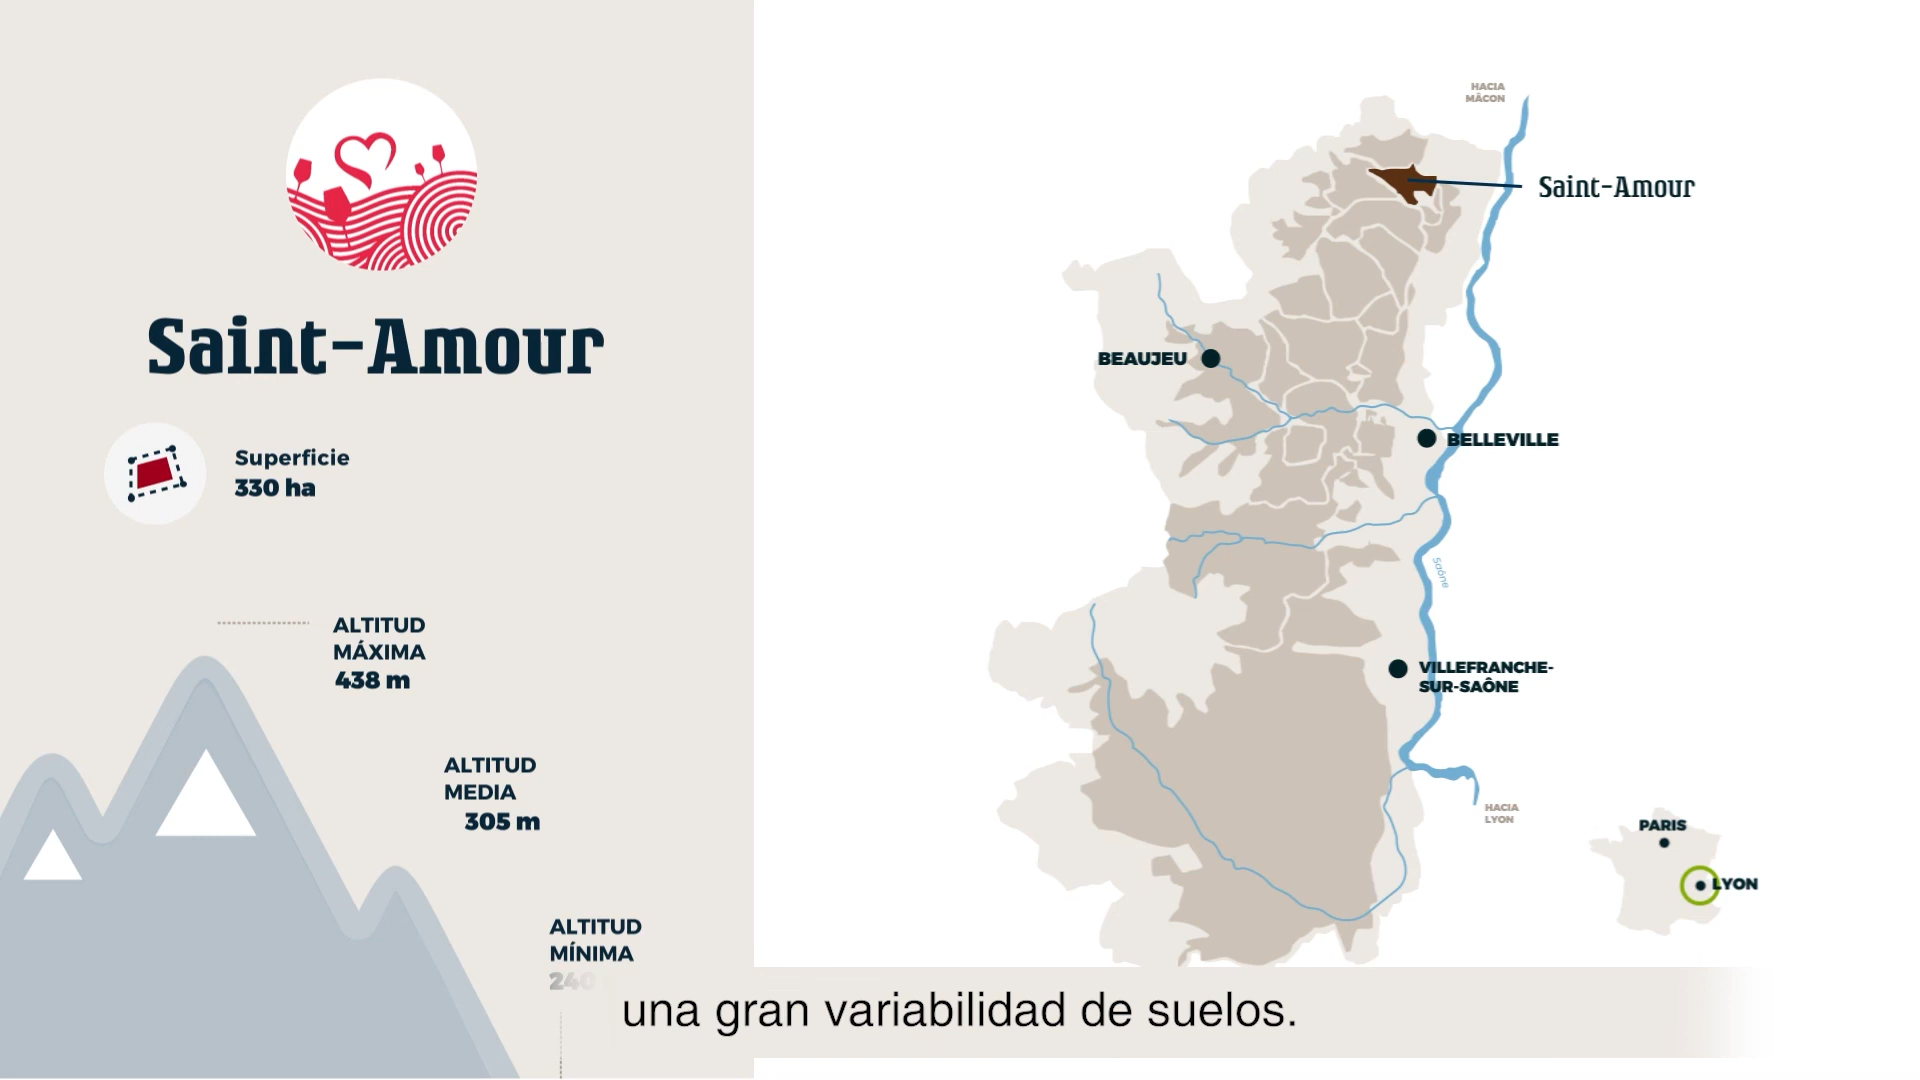 Saint-Amour
Superficie
330 ha
ALTITUD
MÁXIMA
438 m
ALTITUD
MEDIA
305 m
ALTITUD
MÍNIMA
240
HACIA
MÂCON
Saint-Amour
BEAUJEU
BELLEVILLE
Saône
VILLEFRANCHE-
SUR-SAÔNE
HACIA
LYON
PARIS
LYON
una gran variabilidad de suelos.